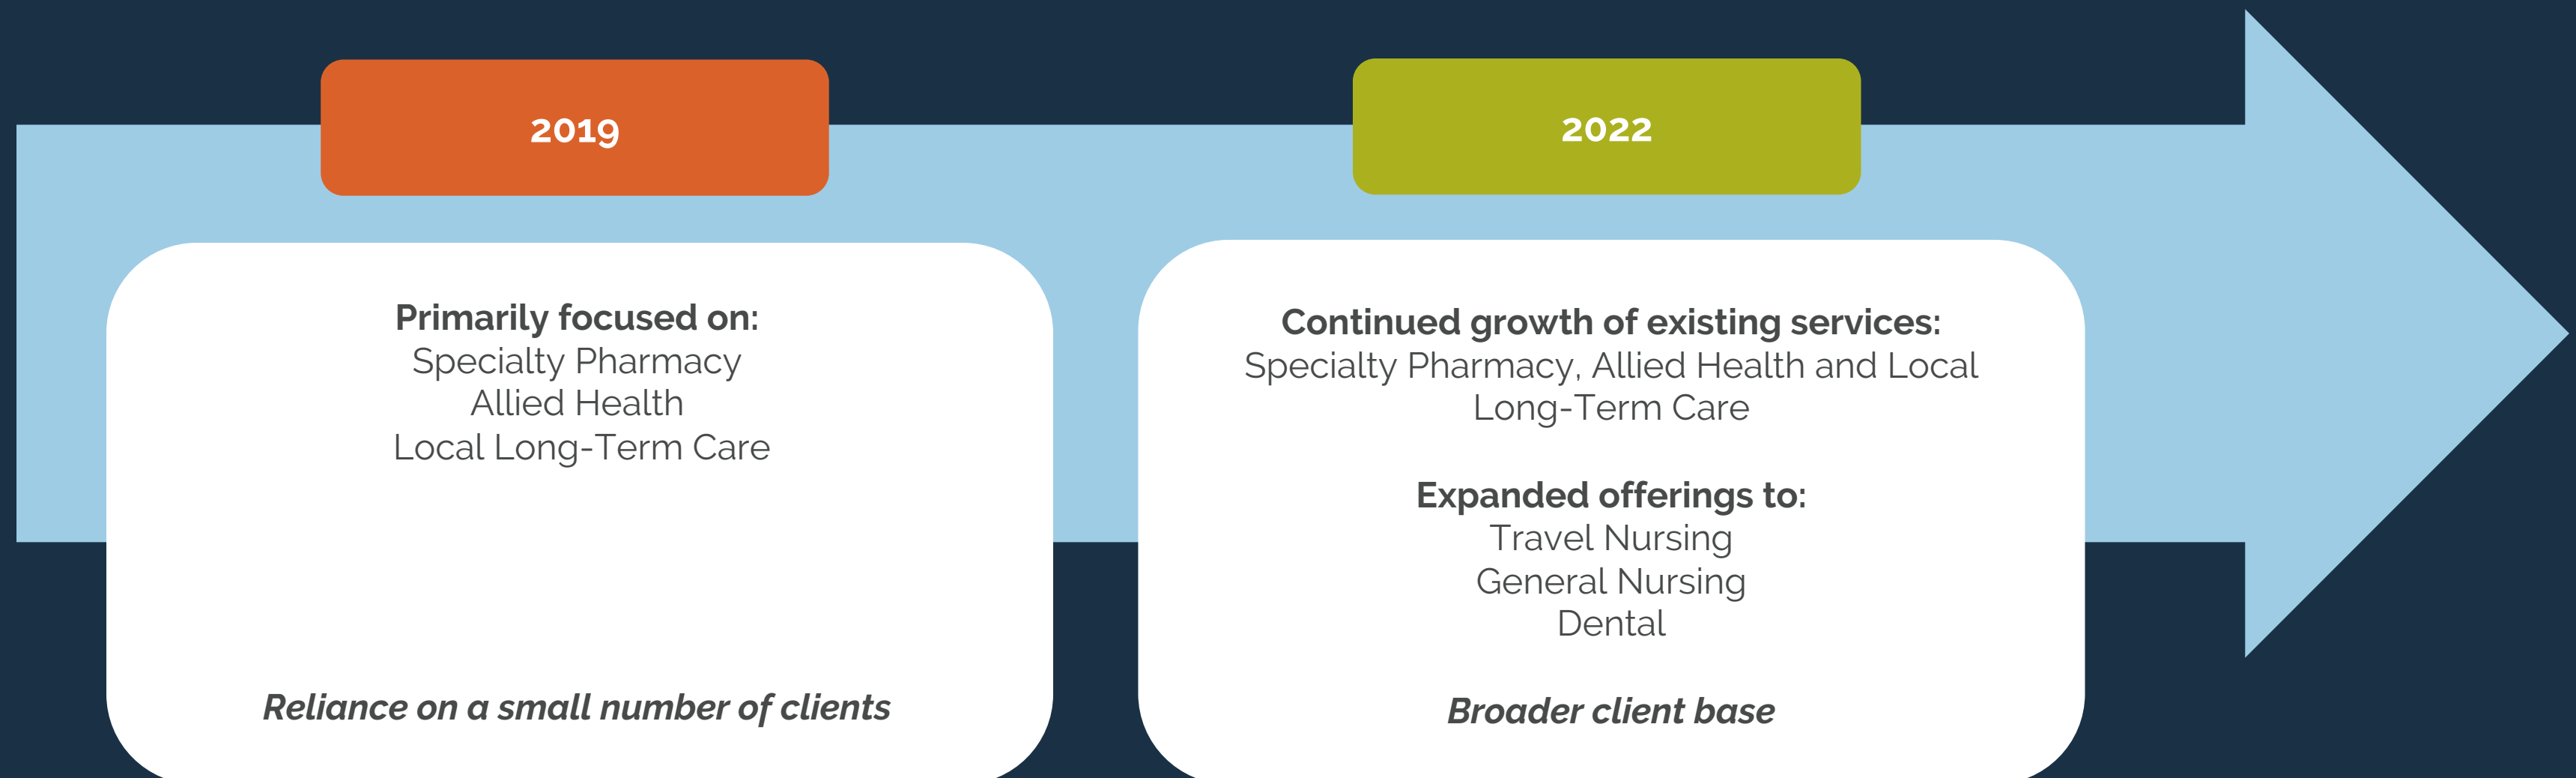 2019
Primarily focused on:
Specialty Pharmacy
Allied Health
Local Long-Term Care
Reliance on a small number of clients
2022
Continued growth of existing services:
Specialty Pharmacy, Allied Health and Local
Long-Term Care
Expanded offerings to:
Travel Nursing
General Nursing
Dental
Broader client base